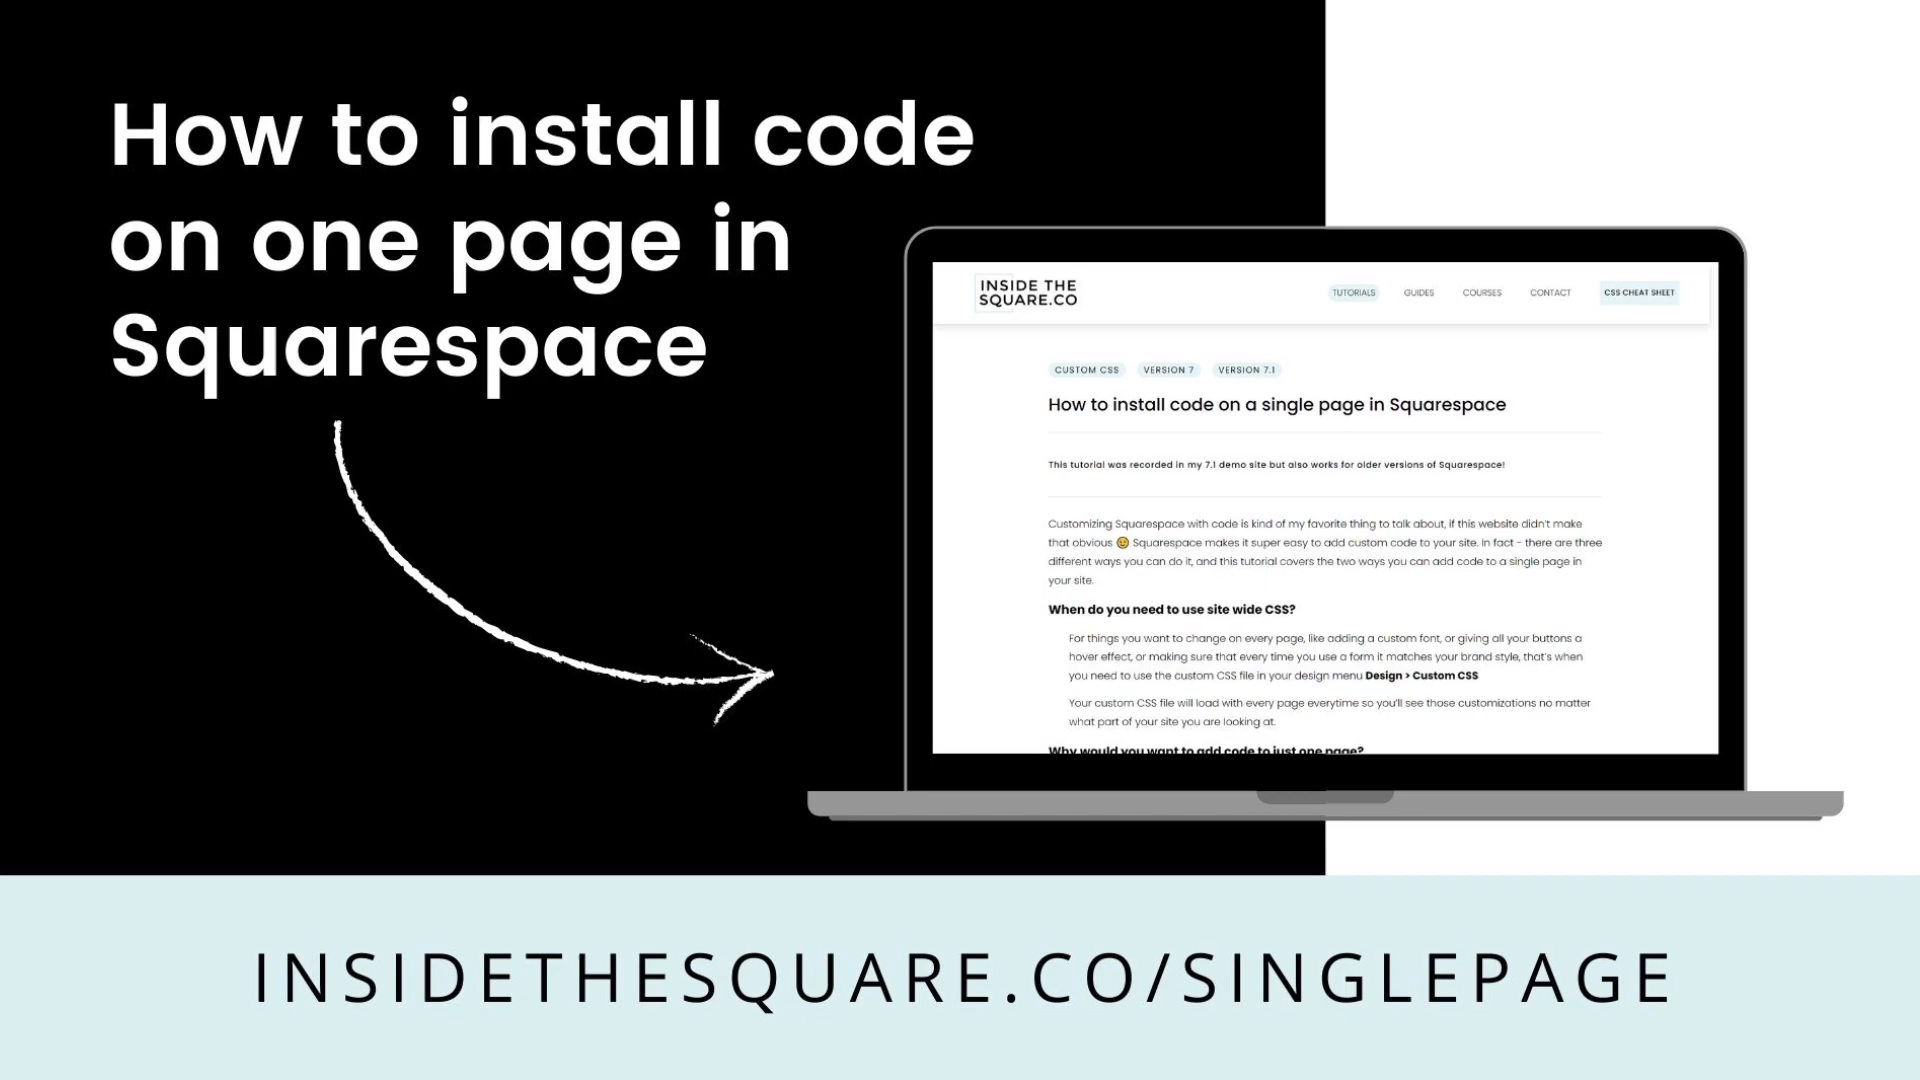 How to install code
on one page in
Squarespace
INSIDE THE
SQUARE.CO
TUTORIALS GUIDES COURSES CONTACT CSS CHEAT SHEET
CUSTOM CSS VERSION 7 VERSION 7.1
How to install code on a single page in Squarespace
This tutorial was recorded in my 7.1 demo site but also works for older versions of Squarespace!
Customizing Squarespace with code is kind of my favorite thing to talk about, if this website didn't make
that obvious 😉 Squarespace makes it super easy to add custom code to your site. In fact - there are three
different ways you can do it, and this tutorial covers the two ways you can add code to a single page in
your site.
When do you need to use site wide CSS?
For things you want to change on every page, like adding a custom font, or giving all your buttons a
hover effect, or making sure that every time you use a form it matches your brand style, that's when
you need to use the custom CSS file in your design menu Design > Custom CSS
Your custom CSS file will load with every page everytime so you'll see those customizations no matter
what part of your site you are looking at.
Why would you want to add code to just one page?
INSIDETHESQUARE.CO/SINGLEPAGE